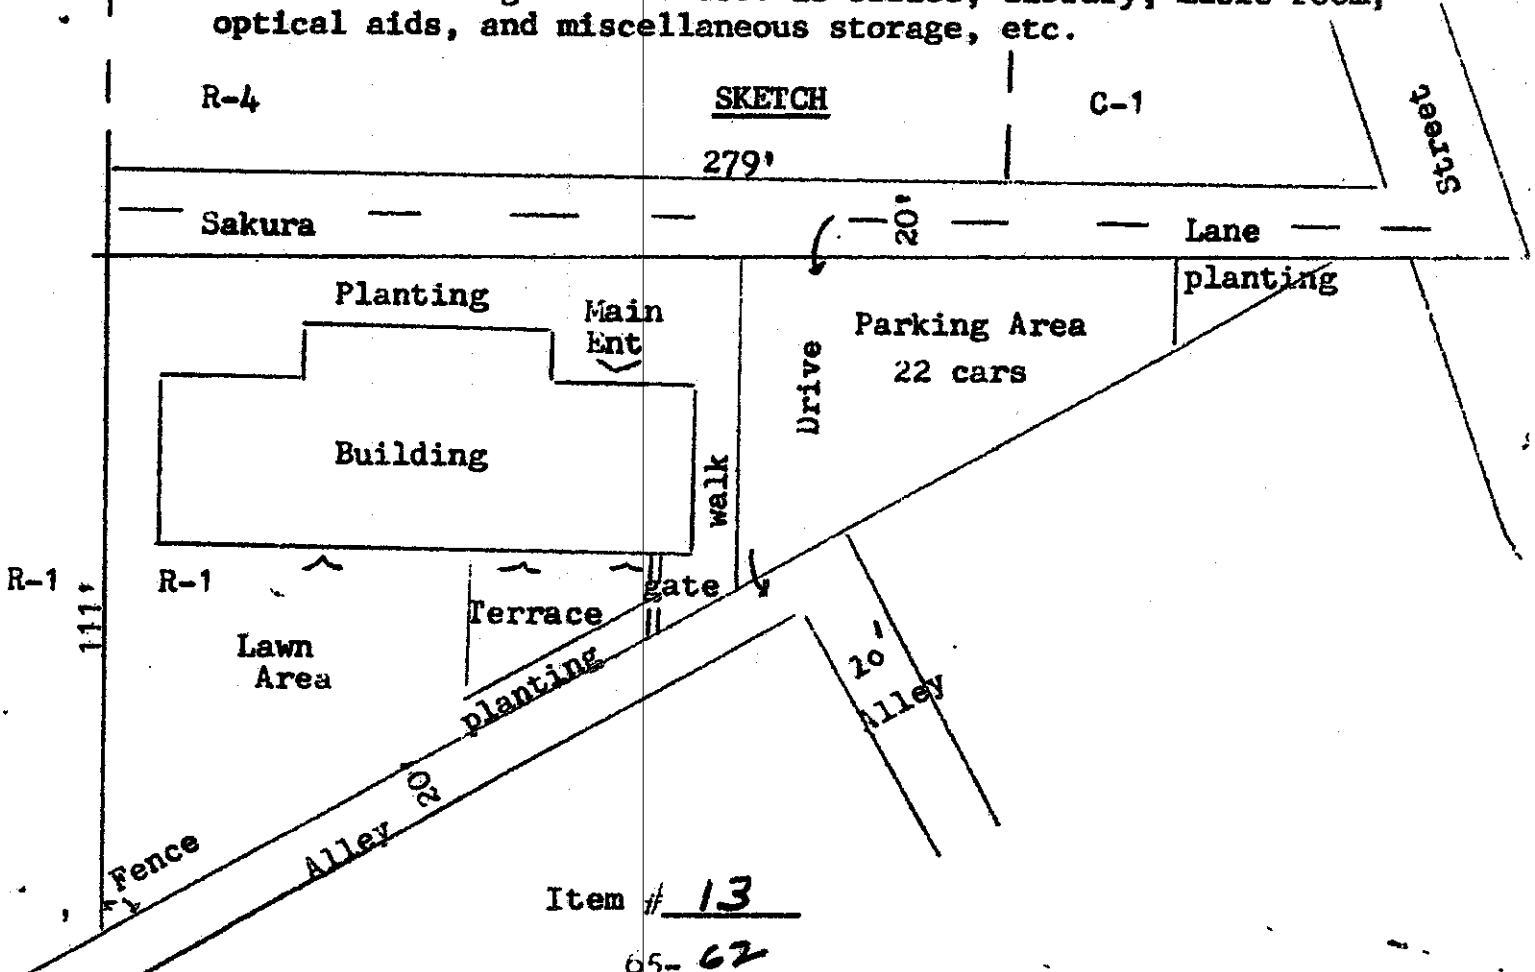 optical aids, and miscellaneous storage, etc.
R-4
SKETCH
C-1
Street
279'
20'
Sakura
Lane
planting
Planting
Main
Ent
Parking Area
22 cars
Drive
Building
walk
R-1
R-1
111'
gate
Terrace
Lawn
Area
planting
20'
Alley
20'
Alley
Fence
Item # 13
65-62